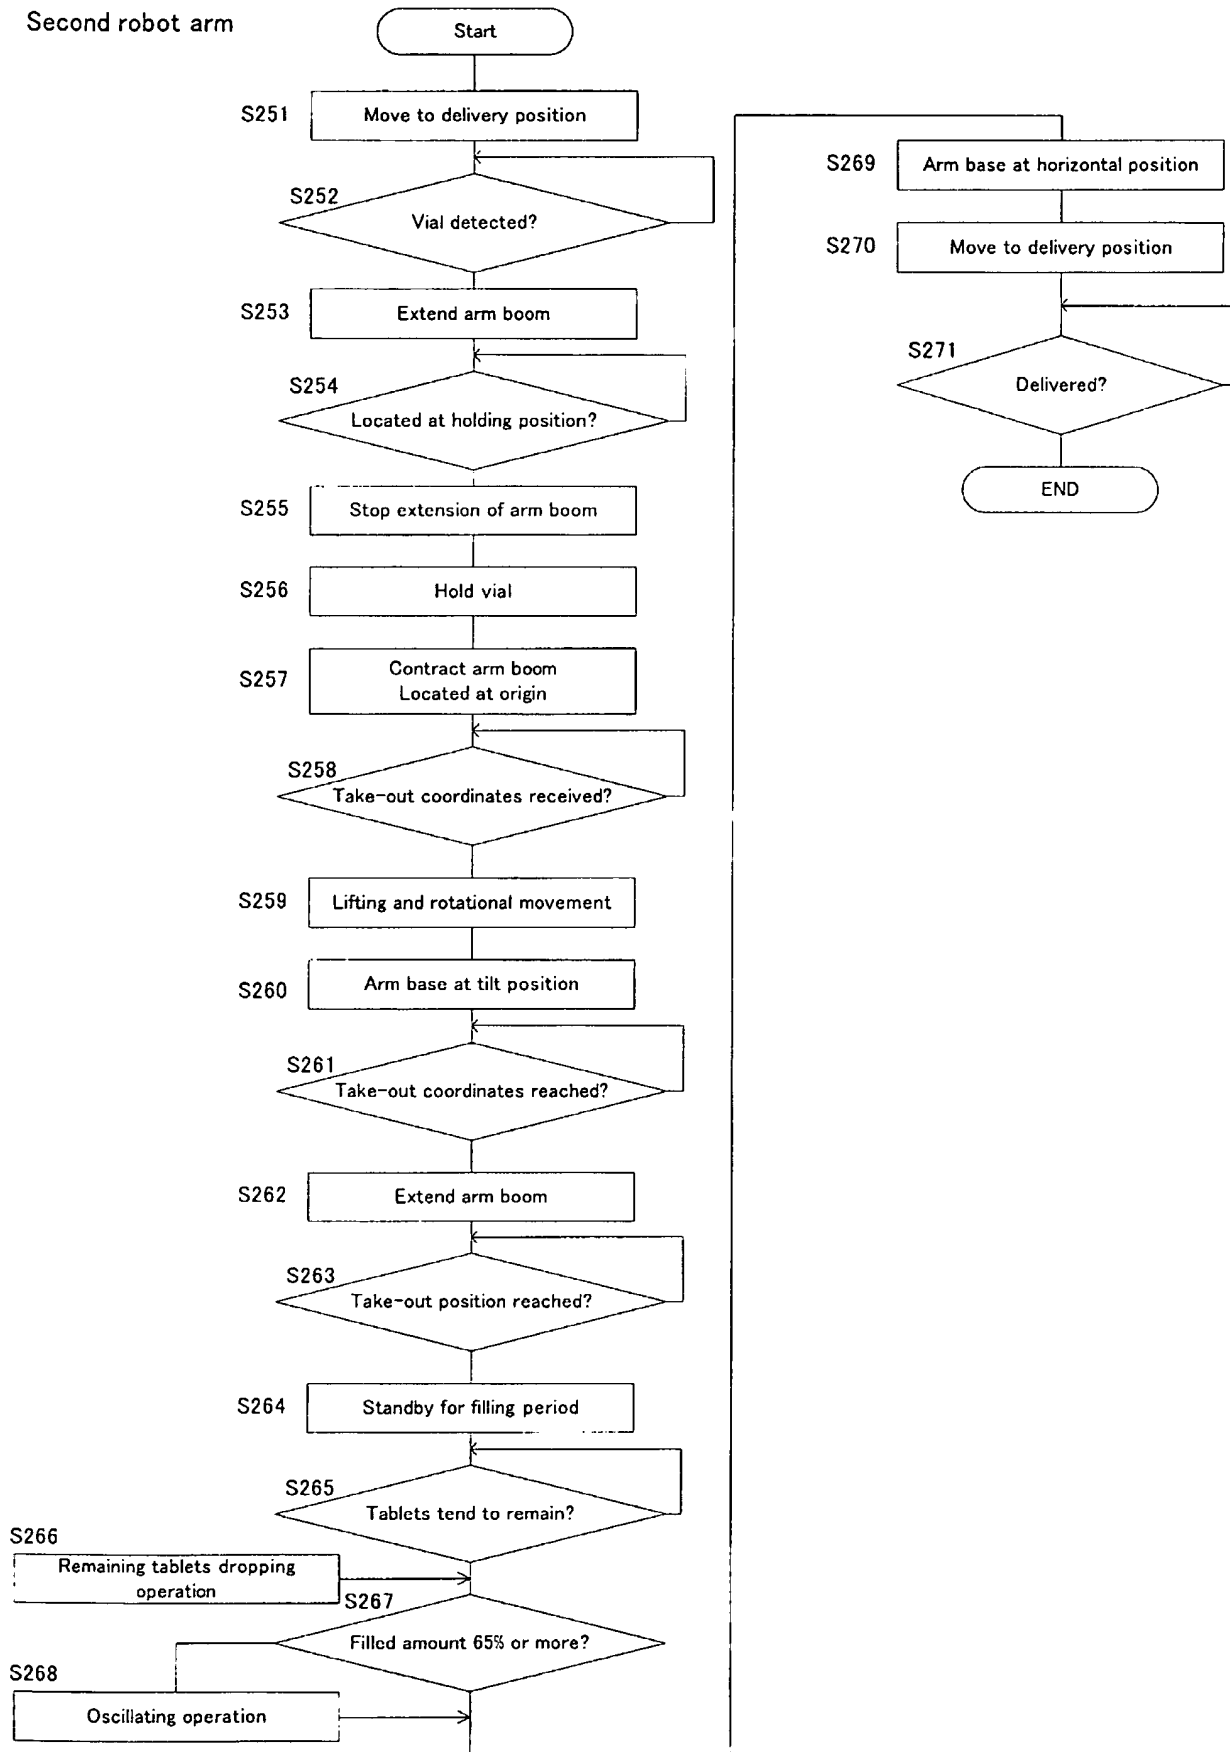 Second robot arm
Start
S251
Move to delivery position
S252
Vial detected?
S253
Extend arm boom
S254
Located at holding position?
S255
Stop extension of arm boom
S256
Hold vial
S257
Contract arm boom
Located at origin
S258
Take-out coordinates received?
S259
Lifting and rotational movement
S260
Arm base at tilt position
S261
Take-out coordinates reached?
S262
Extend arm boom
S263
Take-out position reached?
S264
Standby for filling period
S265
Tablets tend to remain?
S266
Remaining tablets dropping
operation
S267
Filled amount 65% or more?
S268
Oscillating operation
S269
Arm base at horizontal position
S270
Move to delivery position
S271
Delivered?
END